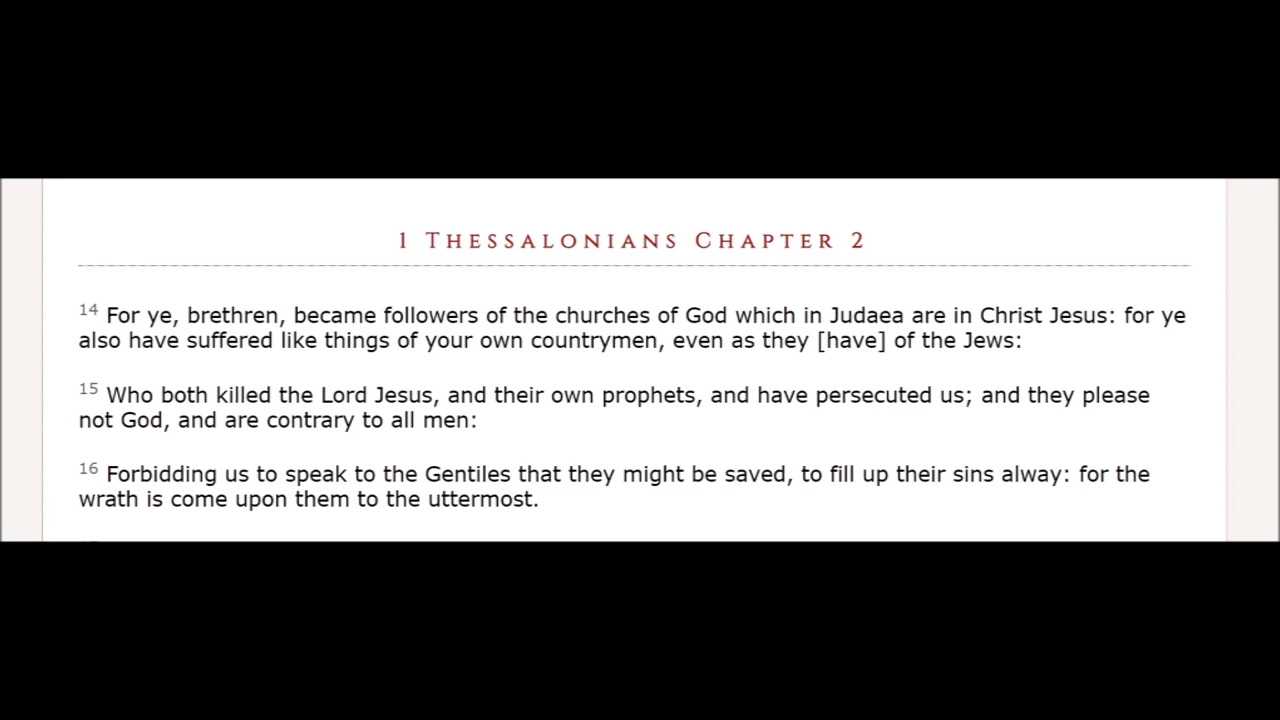 1 Thessalonians Chapter 2
14 For ye, brethren, became followers of the churches of God which in Judaea are in Christ Jesus: for ye
also have suffered like things of your own countrymen, even as they [have] of the Jews:
15 Who both killed the Lord Jesus, and their own prophets, and have persecuted us; and they please
not God, and are contrary to all men:
16 Forbidding us to speak to the Gentiles that they might be saved, to fill up their sins alway: for the
wrath is come upon them to the uttermost.